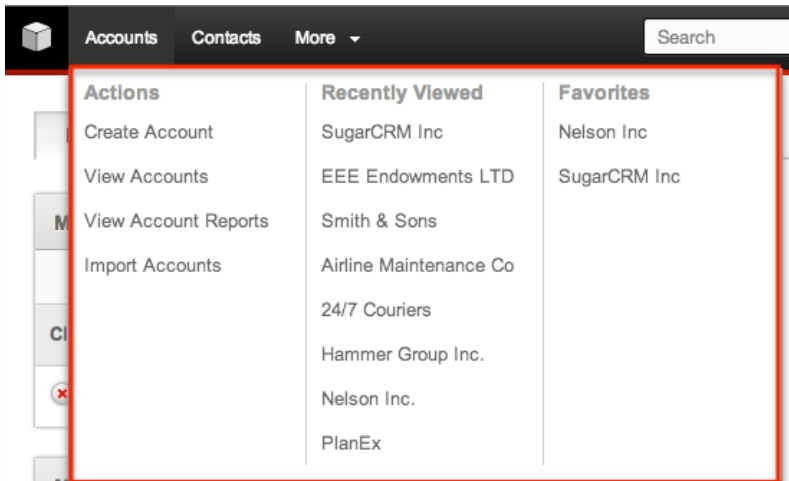 Accounts Contacts More Search
Actions
Create Account
View Accounts
View Account Reports
Import Accounts
Recently Viewed
SugarCRM Inc
EEE Endowments LTD
Smith & Sons
Airline Maintenance Co
24/7 Couriers
Hammer Group Inc.
Nelson Inc.
PlanEx
Favorites
Nelson Inc
SugarCRM Inc